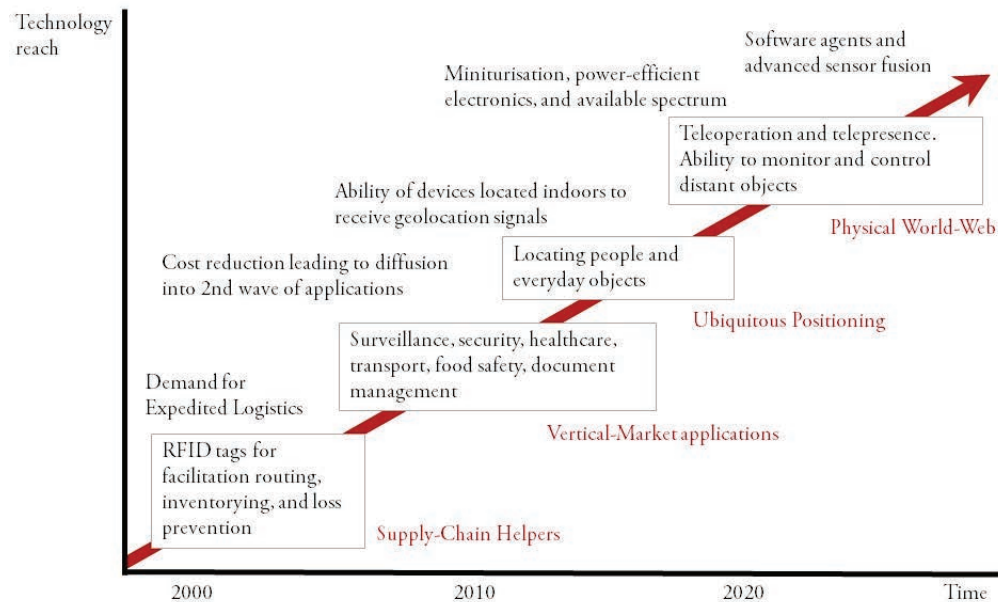 Technology
reach
Software agents and
advanced sensor fusion
Miniturisation, power-efficient
electronics, and available spectrum
Teleoperation and telepresence.
Ability to monitor and control
distant objects
Physical World-Web
Ability of devices located indoors to
receive geolocation signals
Locating people and
everyday objects
Ubiquitous Positioning
Cost reduction leading to diffusion
into 2nd wave of applications
Surveillance, security, healthcare,
transport, food safety, document
management
Vertical-Market applications
Demand for
Expedited Logistics
RFID tags for
facilitation routing,
inventorying, and loss
prevention
Supply-Chain Helpers
2000
2010
2020
Time